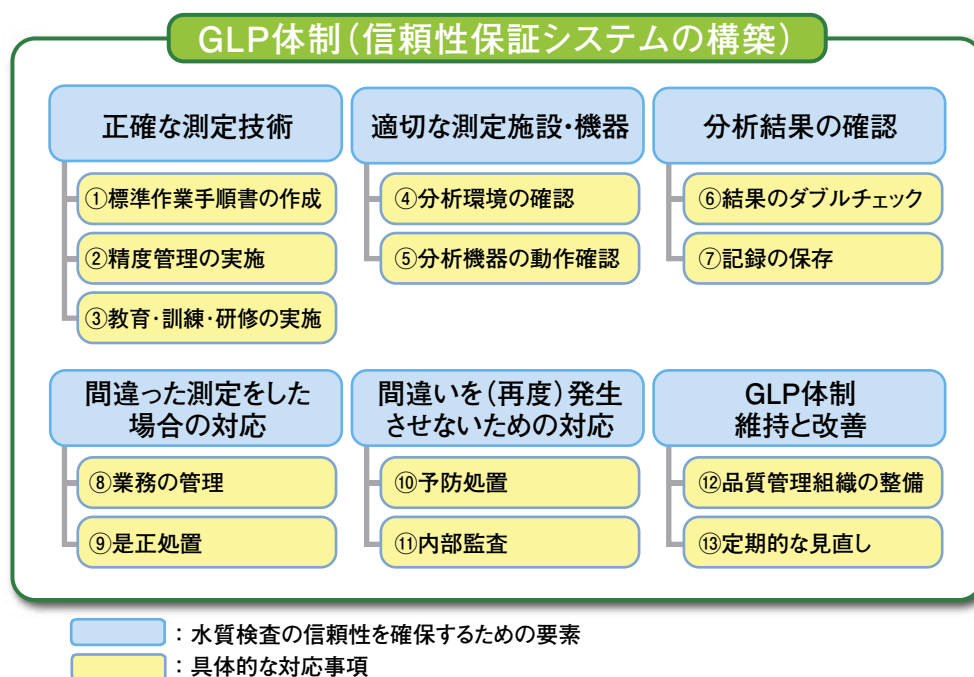 GLP体制(信頼性保証システムの構築)
正確な測定技術
①標準作業手順書の作成
②精度管理の実施
③教育・訓練・研修の実施
適切な測定施設・機器
④分析環境の確認
⑤分析機器の動作確認
分析結果の確認
⑥結果のダブルチェック
⑦記録の保存
間違った測定をした
場合の対応
⑧業務の管理
⑨是正処置
間違いを(再度)発生
させないための対応
⑩予防処置
⑪内部監査
GLP体制
維持と改善
⑫品質管理組織の整備
⑬定期的な見直し
:水質検査の信頼性を確保するための要素
:具体的な対応事項